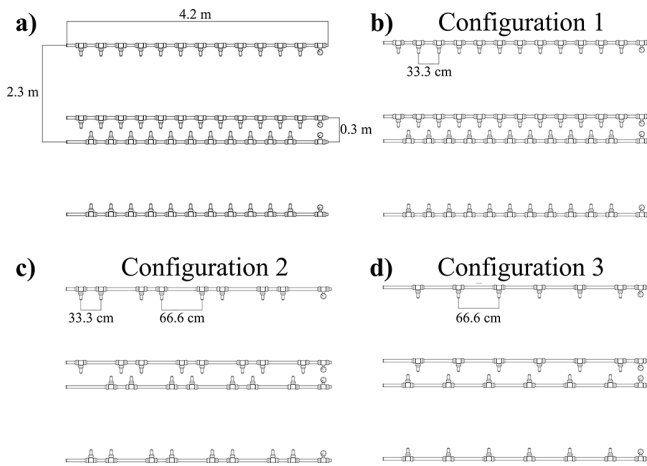 a)
4.2 m
2.3 m
0.3 m
b) Configuration 1
33.3 cm
c) Configuration 2
33.3 cm
66.6 cm
d) Configuration 3
66.6 cm